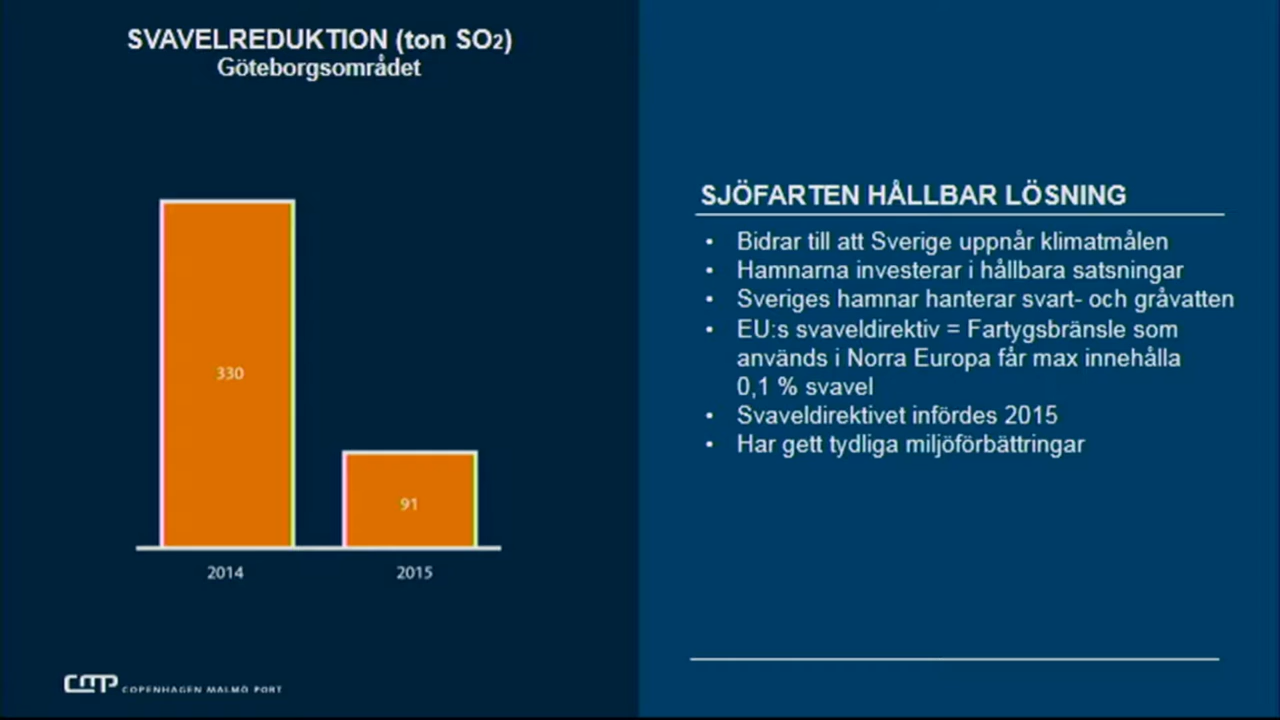 SVAVELREDUKTION (ton SO2)
Göteborgsområdet
330
91
2014
2015
CMP COPENHAGEN MALMÖ PORT
SJÖFARTEN HÅLLBAR LÖSNING
• Bidrar till att Sverige uppnår klimatmålen
• Hamnarna investerar i hållbara satsningar
• Sveriges hamnar hanterar svart- och gråvatten
• EU:s svaveldirektiv = Fartygsbränsle som
används i Norra Europa får max innehålla
0,1 % svavel
• Svaveldirektivet infördes 2015
• Har gett tydliga miljöförbättringar